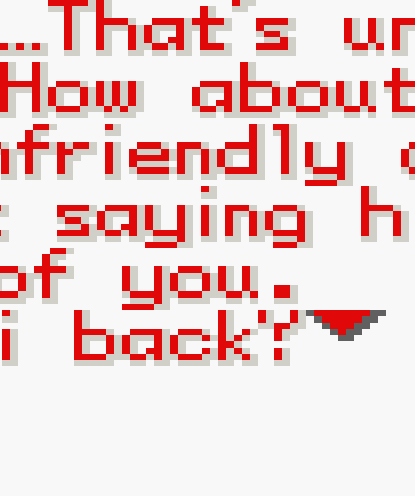 ...That's
How about
friendly
saying h
of you.
i back?